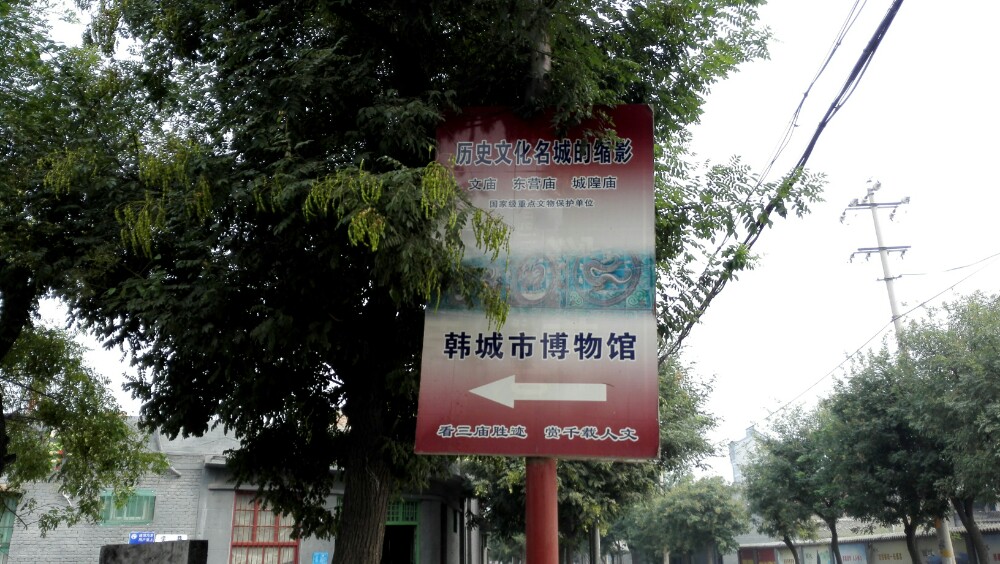 历史文化名城的缩影
文庙 东营庙 城隍庙
国家级重点文物保护单位
韩城市博物馆
看三庙胜迹 赏千载人文